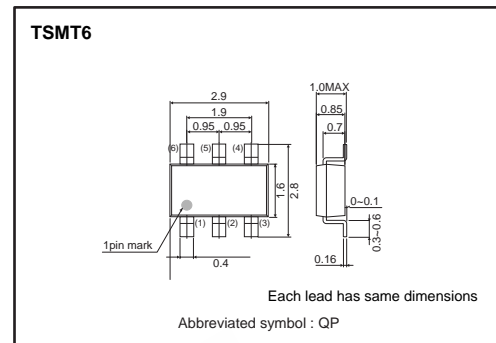 TSMT6
1.0MAX
2.9
0.85
1.9
0.7
0.95 0.95
(6) (5) (4)
1.6
2.8
0~0.1
0.3~0.6
1pin mark
(1) (2) (3)
0.4
0.16
Each lead has same dimensions
Abbreviated symbol : QP